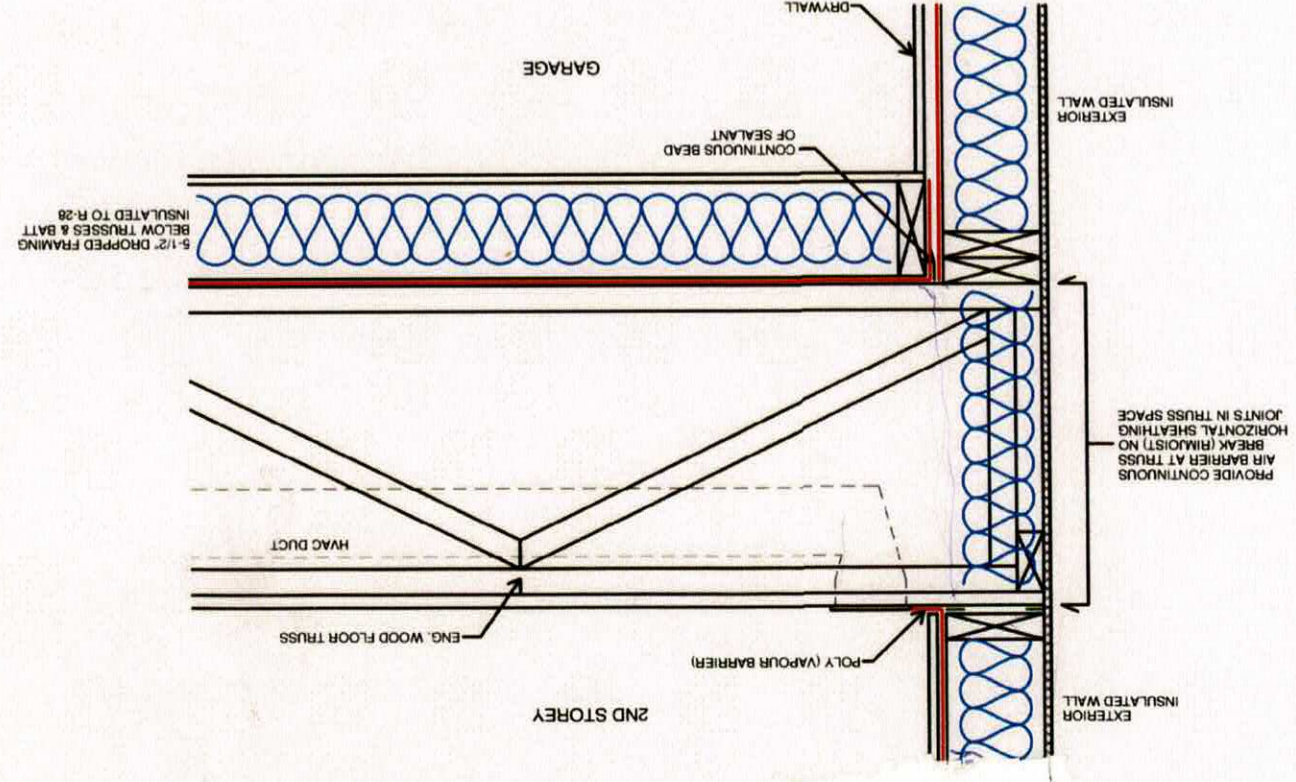 EXTERIOR
INSULATED WALL
2ND STOREY
POLY (VAPOUR BARRIER)
ENG. WOOD FLOOR TRUSS
HVAC DUCT
PROVIDE CONTINUOUS
AIR BARRIER AT TRUSS
BREAK (RIMJOIST) NO
HORIZONTAL SHEATHING
JOINTS IN TRUSS SPACE
5-1/2" DROPPED FRAMING
BELOW TRUSSES & BATT
INSULATED TO R-28
CONTINUOUS BEAD
OF SEALANT
EXTERIOR
INSULATED WALL
GARAGE
DRYWALL